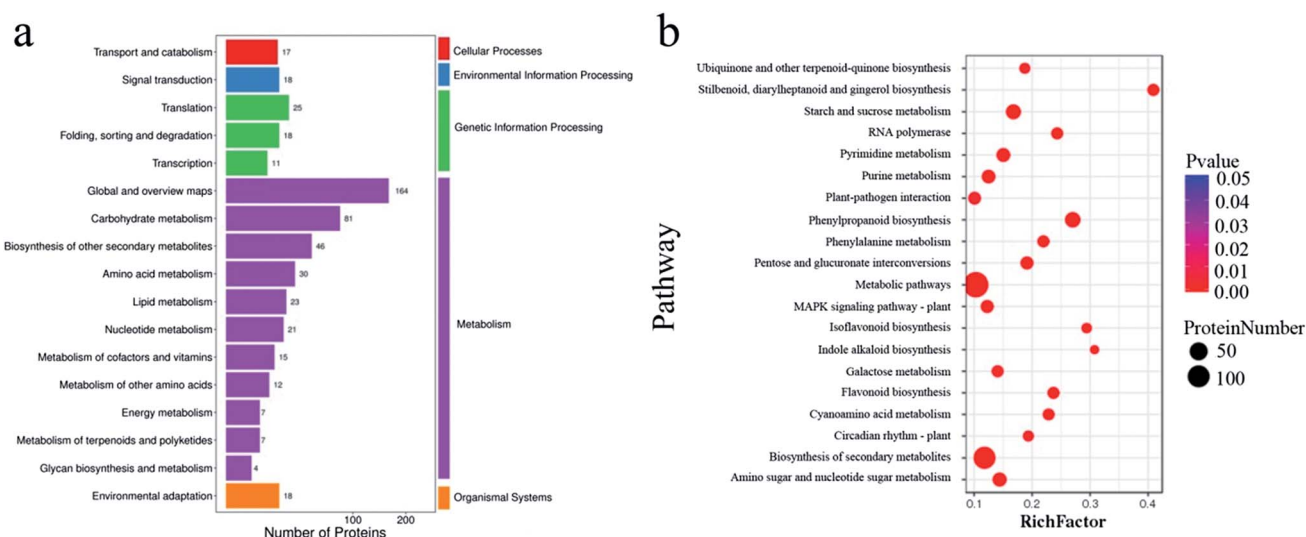 a
Transport and catabolism 17
Signal transduction 18
Translation 25
Folding, sorting and degradation 18
Transcription 11
Global and overview maps 164
Carbohydrate metabolism 81
Biosynthesis of other secondary metabolites 46
Amino acid metabolism 30
Lipid metabolism 23
Nucleotide metabolism 21
Metabolism of cofactors and vitamins 15
Metabolism of other amino acids 12
Energy metabolism 7
Metabolism of terpenoids and polyketides 7
Glycan biosynthesis and metabolism 4
Environmental adaptation 18
100 200
Number of Proteins
Cellular Processes
Environmental Information Processing
Genetic Information Processing
Metabolism
Organismal Systems
b
Pathway
Ubiquinone and other terpenoid-quinone biosynthesis
Stilbenoid, diarylheptanoid and gingerol biosynthesis
Starch and sucrose metabolism
RNA polymerase
Pyrimidine metabolism
Purine metabolism
Plant-pathogen interaction
Phenylpropanoid biosynthesis
Phenylalanine metabolism
Pentose and glucuronate interconversions
Metabolic pathways
MAPK signaling pathway - plant
Isoflavonoid biosynthesis
Indole alkaloid biosynthesis
Galactose metabolism
Flavonoid biosynthesis
Cyanoamino acid metabolism
Circadian rhythm - plant
Biosynthesis of secondary metabolites
Amino sugar and nucleotide sugar metabolism
0.1 0.2 0.3 0.4
RichFactor
Pvalue
0.05
0.04
0.03
0.02
0.01
0.00
ProteinNumber
50
100